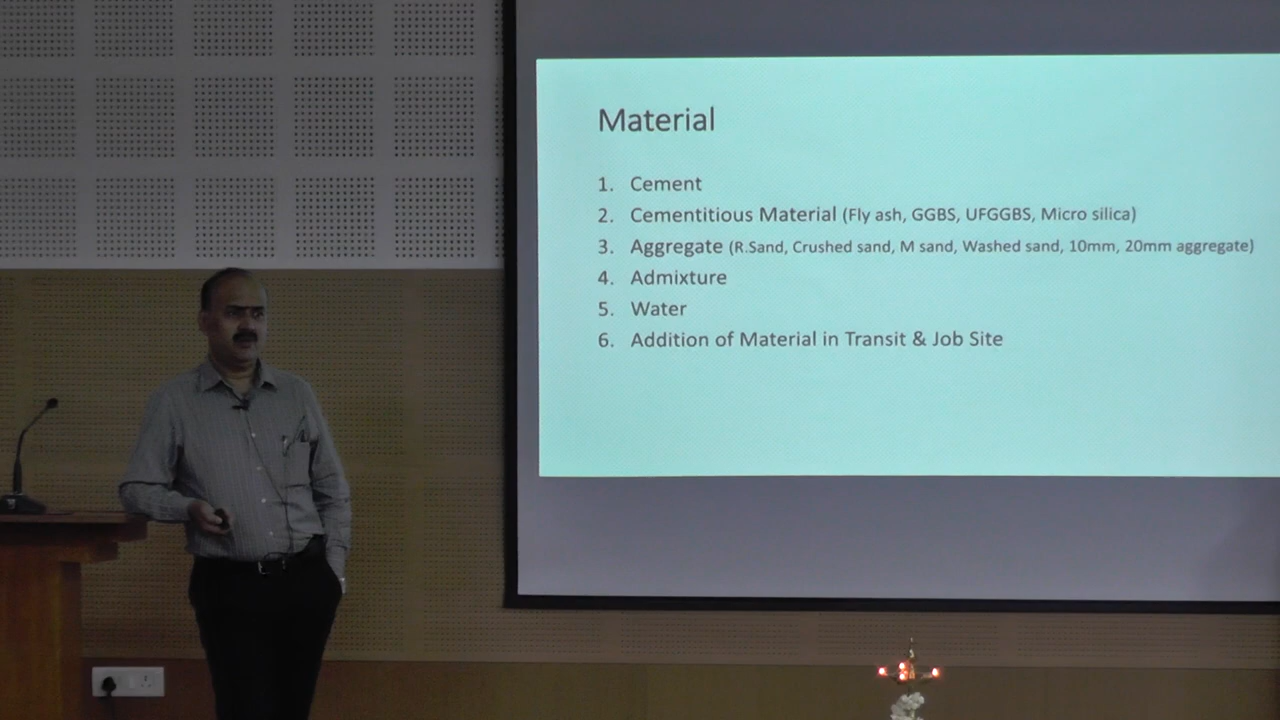 Material
1. Cement
2. Cementitious Material (Fly ash, GGBS, UFGGBS, Micro silica)
3. Aggregate (R.Sand, Crushed sand, M sand, Washed sand, 10mm, 20mm aggregate)
4. Admixture
5. Water
6. Addition of Material in Transit & Job Site